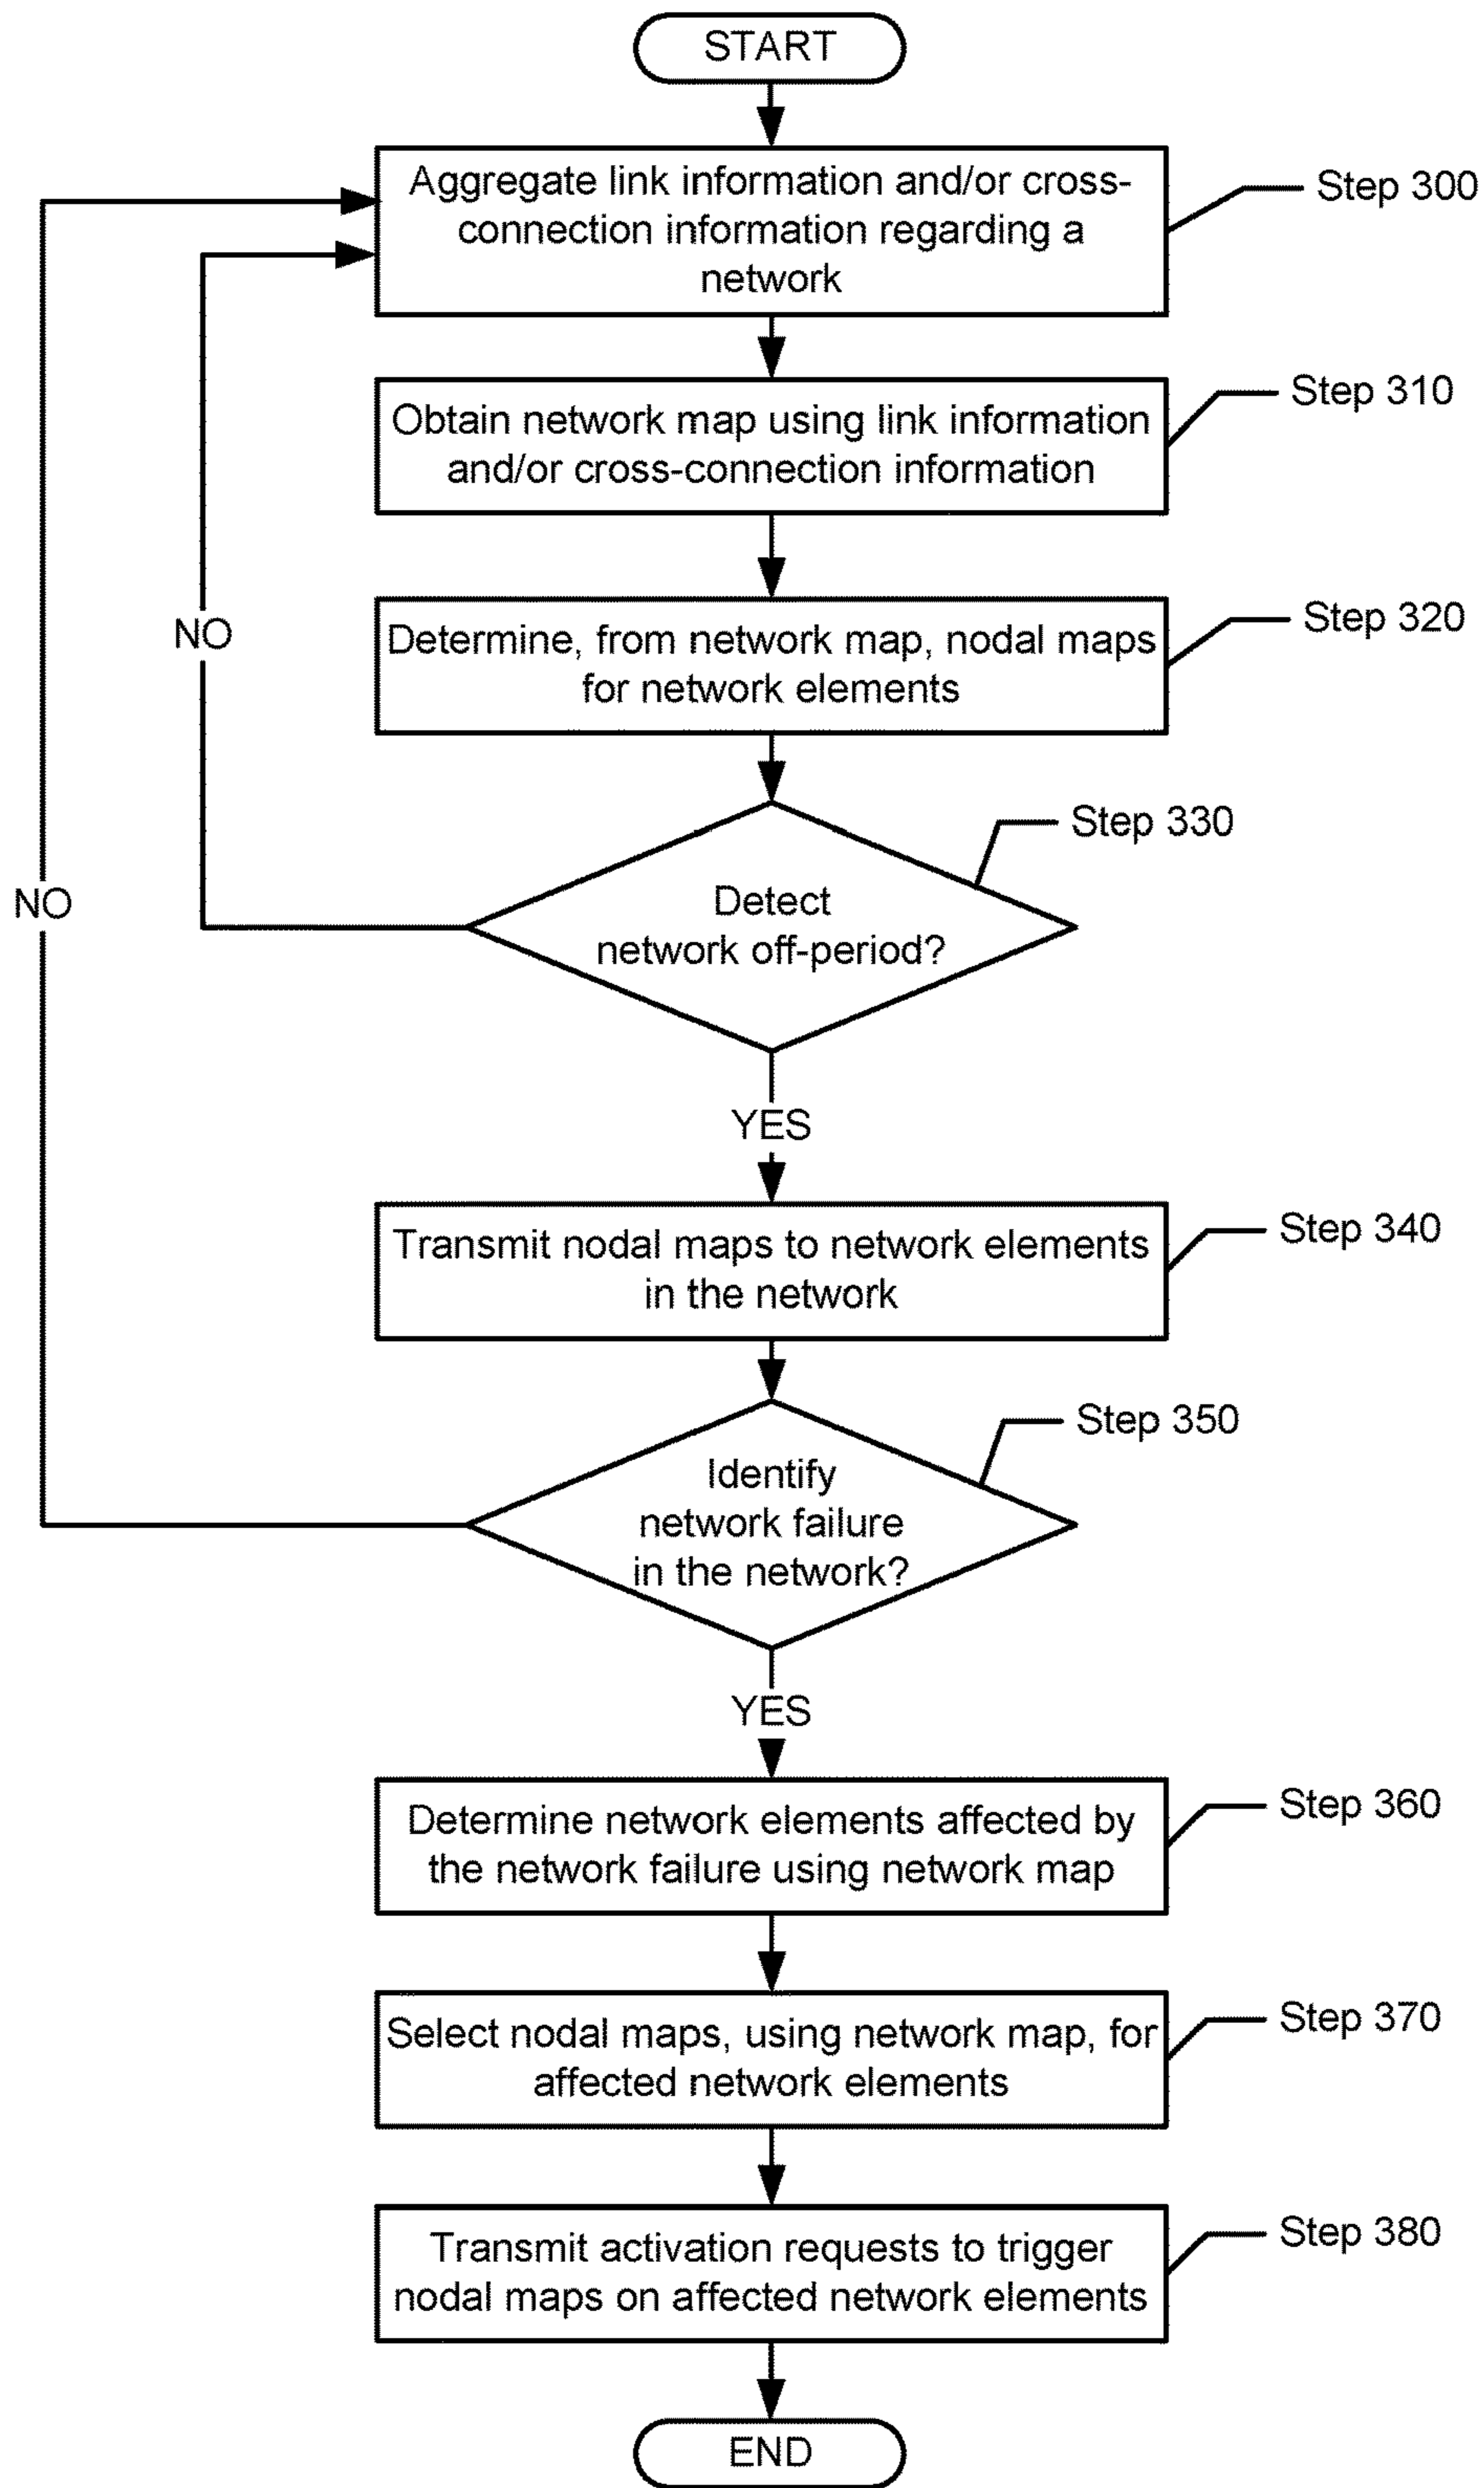 START
Aggregate link information and/or cross-
connection information regarding a
network
Step 300
Obtain network map using link information
and/or cross-connection information
Step 310
Determine, from network map, nodal maps
for network elements
Step 320
NO
Detect
network off-period?
Step 330
NO
YES
Transmit nodal maps to network elements
in the network
Step 340
Identify
network failure
in the network?
Step 350
YES
Determine network elements affected by
the network failure using network map
Step 360
Select nodal maps, using network map, for
affected network elements
Step 370
Transmit activation requests to trigger
nodal maps on affected network elements
Step 380
END